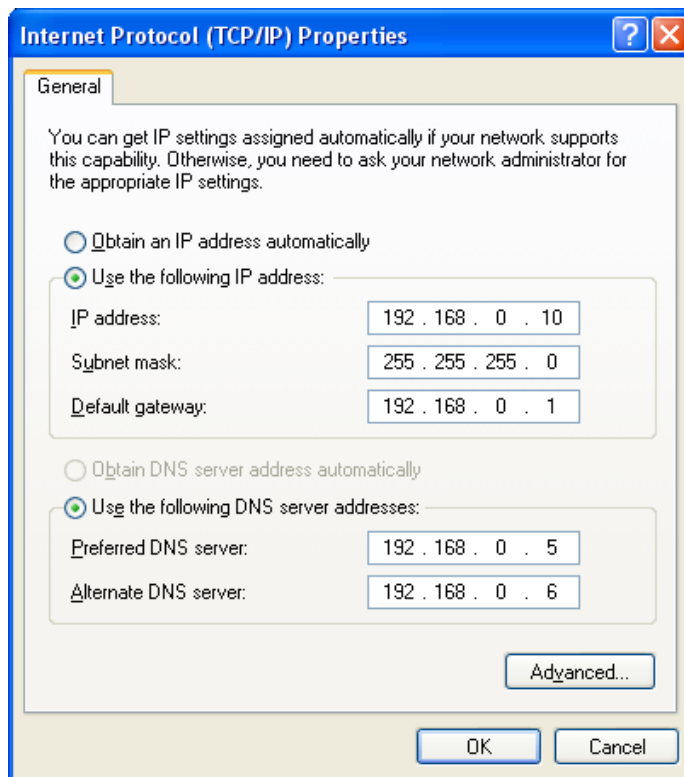 Internet Protocol (TCP/IP) Properties
General
You can get IP settings assigned automatically if your network supports
this capability. Otherwise, you need to ask your network administrator for
the appropriate IP settings.
Obtain an IP address automatically
Use the following IP address:
IP address: 192 . 168 . 0 . 10
Subnet mask: 255 . 255 . 255 . 0
Default gateway: 192 . 168 . 0 . 1
Obtain DNS server address automatically
Use the following DNS server addresses:
Preferred DNS server: 192 . 168 . 0 . 5
Alternate DNS server: 192 . 168 . 0 . 6
Advanced...
OK Cancel